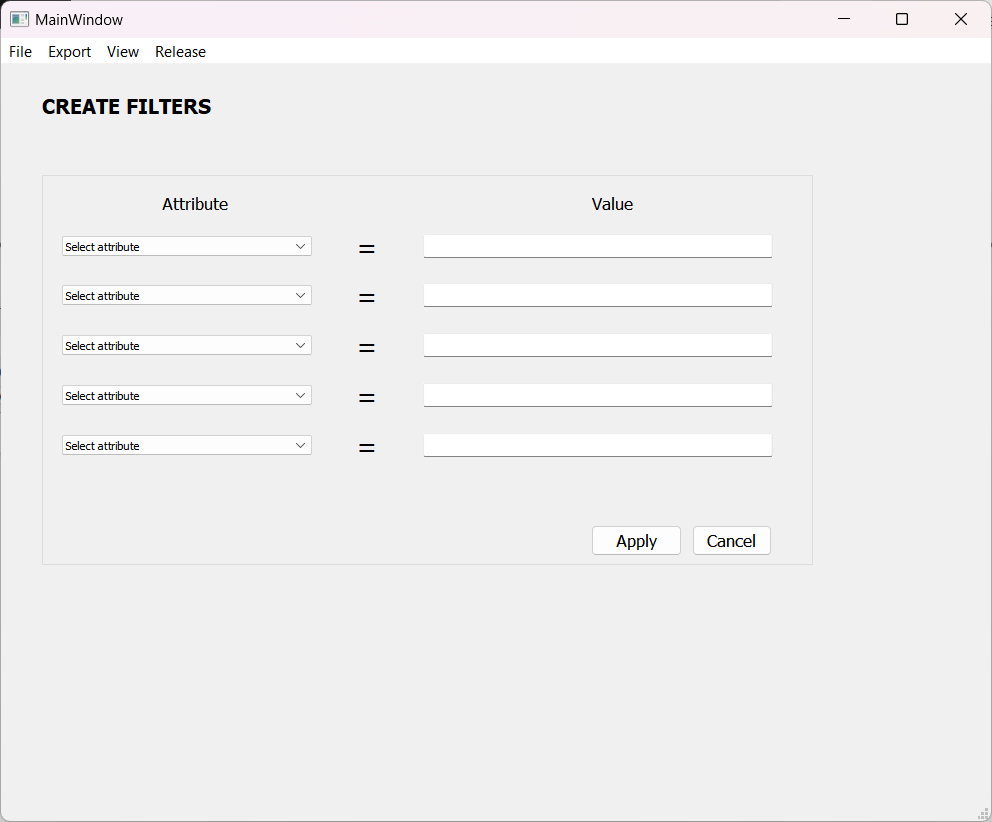 MainWindow
File Export View Release
CREATE FILTERS
Attribute Value
Select attribute =
Select attribute =
Select attribute =
Select attribute =
Select attribute =
Apply Cancel